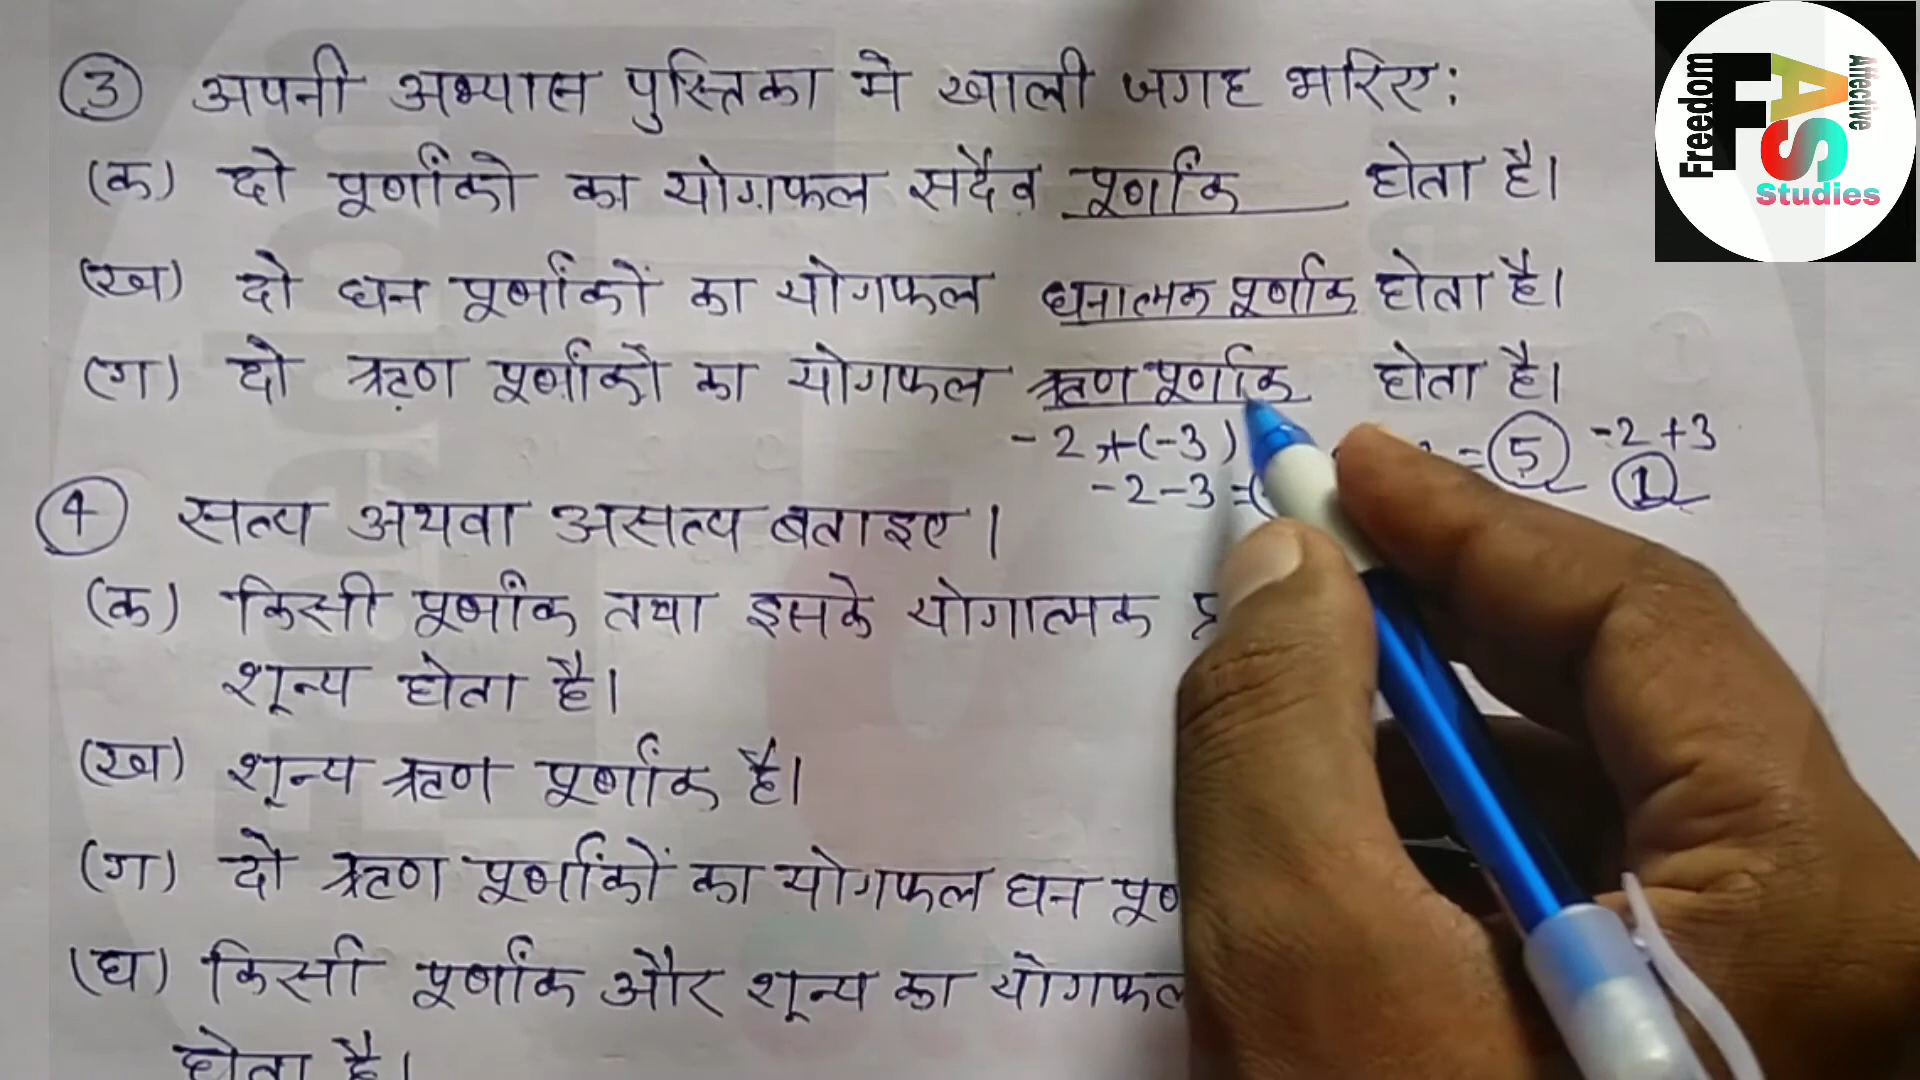 ③ अपनी अभ्यास पुस्तिका मे खाली जगह भरिए:
(क) दो पूर्णांको का योगफल सदैव पूर्णांक होता है।
(ख) दो धन पूर्णांकों का योगफल धनात्मक पूर्णांक होता है।
(ग) दो ऋण पूर्णांकों का योगफल ऋण पूर्णांक होता है।
-2+(-3) = 5 -2+3
-2-3 = 1
④ सत्य अथवा असत्य बताइए।
(क) किसी पूर्णांक तथा इसके योगात्मक
शून्य होता है।
(ख) शून्य ऋण पूर्णांक है।
(ग) दो ऋण पूर्णांकों का योगफल धन
(घ) किसी पूर्णांक और शून्य का योगफल
होता है।
Freedom
FAS
Affective
Studies